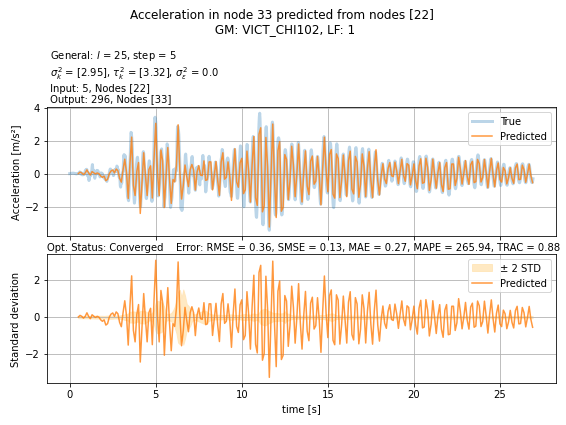 Acceleration in node 33 predicted from nodes [22]
GM: VICT_CHI102, LF: 1
General: l = 25, step = 5
σ²ₖ = [2.95], τ²ₖ = [3.32], σ²ε = 0.0
Input: 5, Nodes [22]
Output: 296, Nodes [33]
4
2
0
−2
Acceleration [m/s²]
True
Predicted
Opt. Status: Converged    Error: RMSE = 0.36, SMSE = 0.13, MAE = 0.27, MAPE = 265.94, TRAC = 0.88
2
0
−2
Standard deviation
± 2 STD
Predicted
0 5 10 15 20 25
time [s]